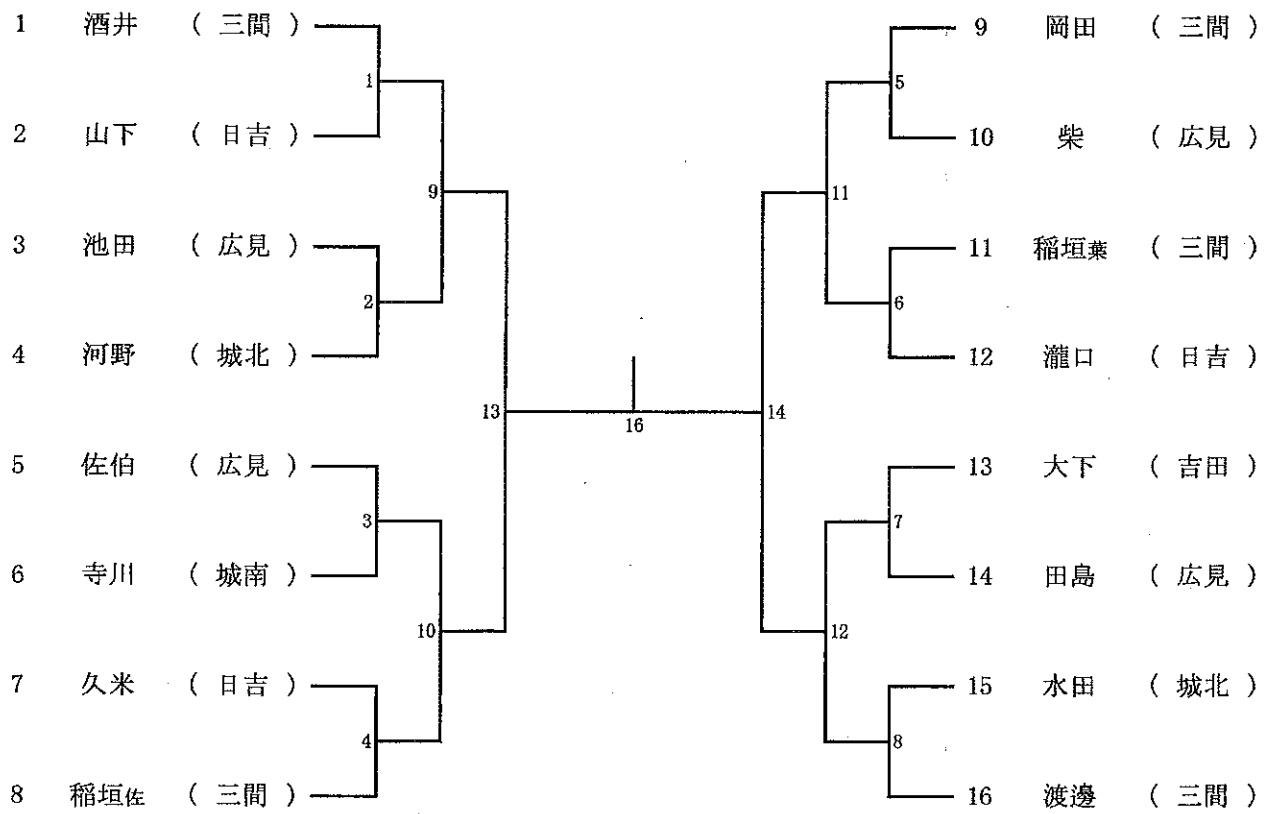 1 酒井 ( 三間 )
1
2 山下 ( 日吉 )
9
3 池田 ( 広見 )
2
4 河野 ( 城北 )
13
5 佐伯 ( 広見 )
3
6 寺川 ( 城南 )
10
7 久米 ( 日吉 )
4
8 稲垣佐 ( 三間 )
16
9 岡田 ( 三間 )
5
10 柴 ( 広見 )
11
11 稲垣葉 ( 三間 )
6
12 瀧口 ( 日吉 )
14
13 大下 ( 吉田 )
7
14 田島 ( 広見 )
12
15 水田 ( 城北 )
8
16 渡邊 ( 三間 )